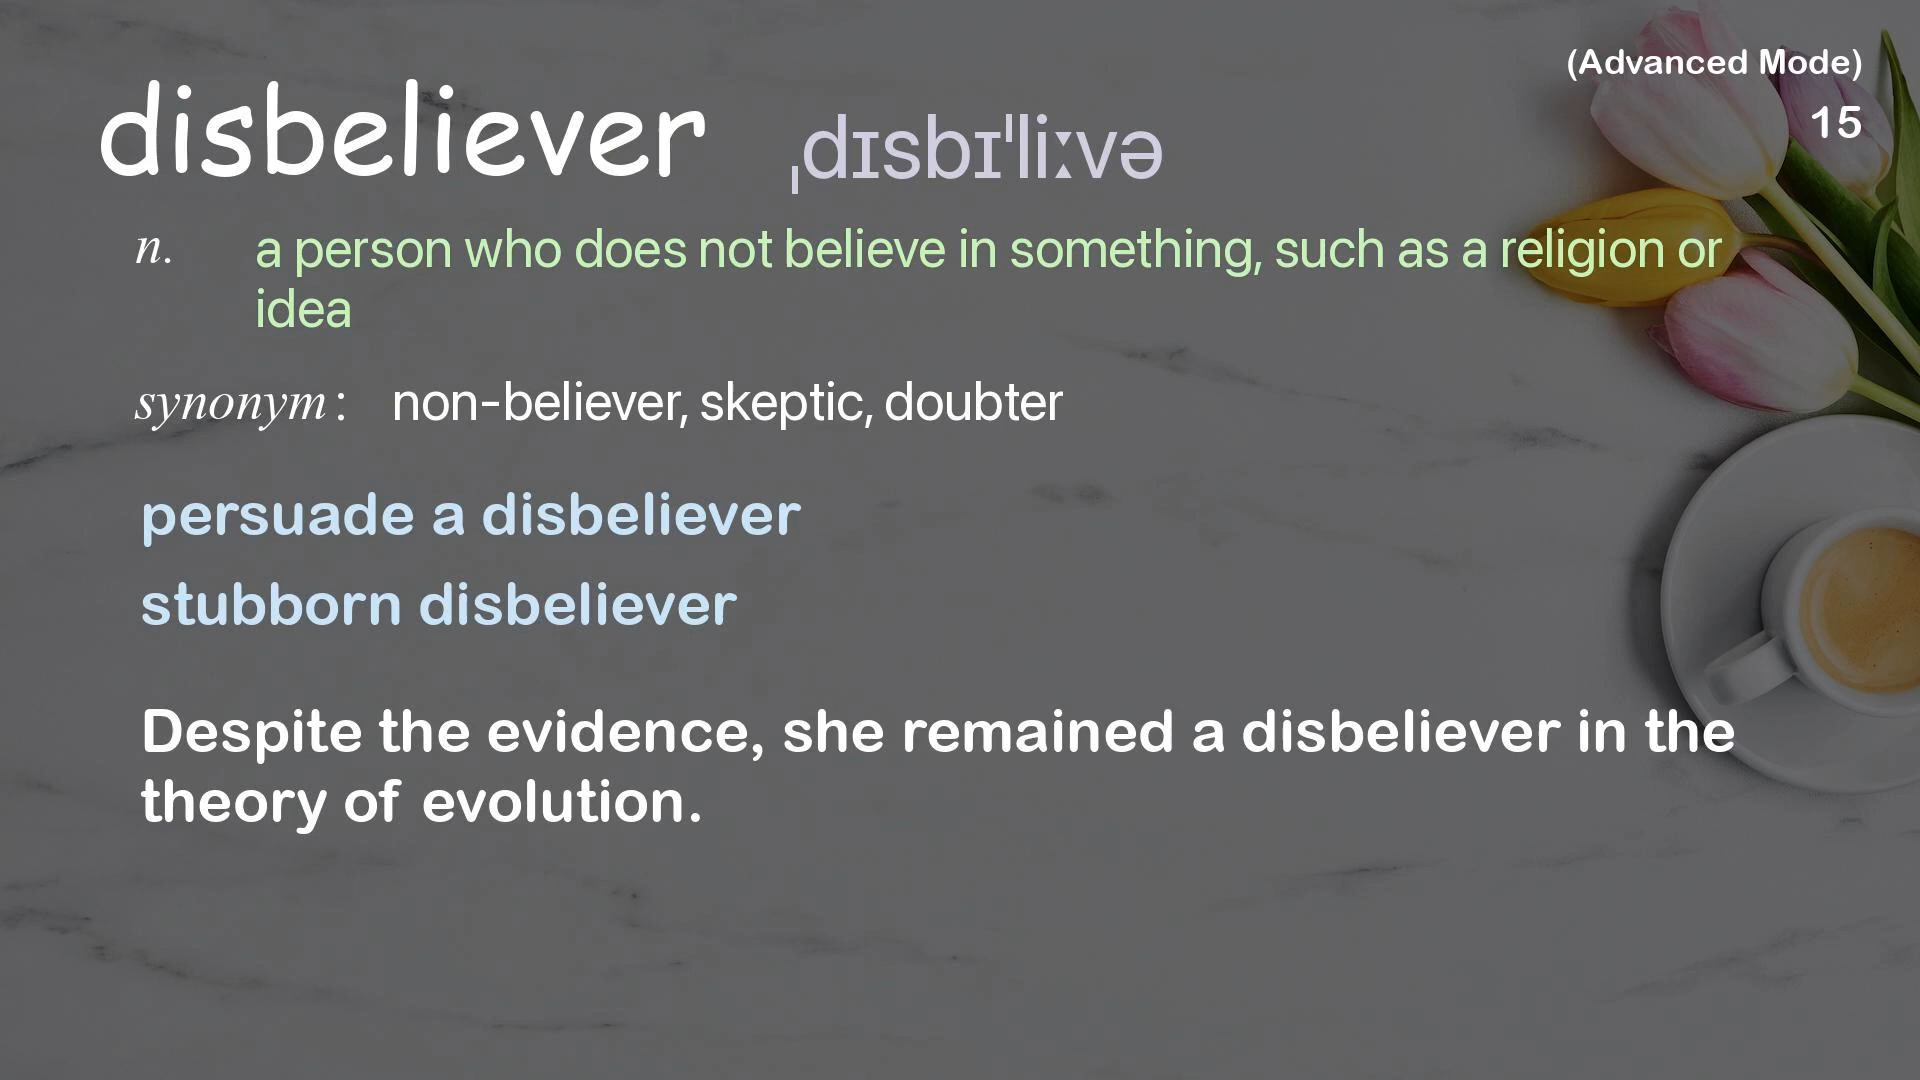 (Advanced Mode)
15
disbeliever ˌdɪsbɪˈliːvə
n. a person who does not believe in something, such as a religion or
idea
synonym: non-believer, skeptic, doubter
persuade a disbeliever
stubborn disbeliever
Despite the evidence, she remained a disbeliever in the
theory of evolution.